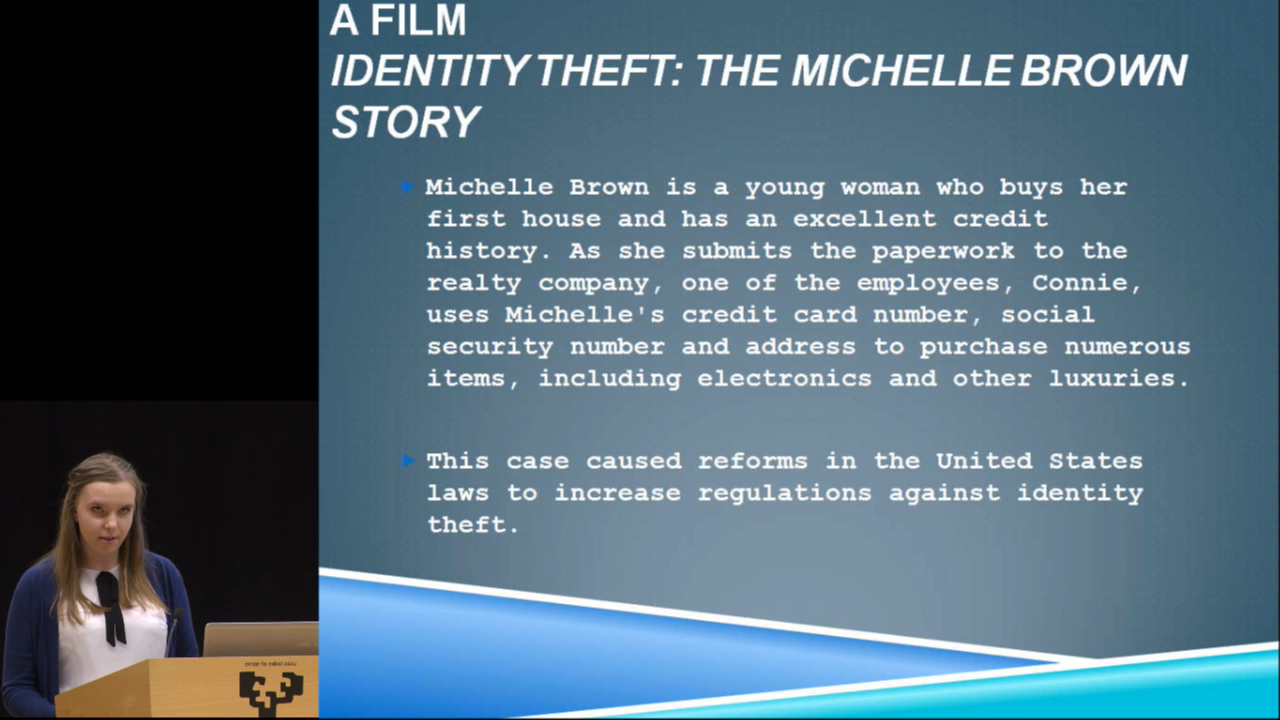 A FILM
IDENTITY THEFT: THE MICHELLE BROWN
STORY
Michelle Brown is a young woman who buys her
first house and has an excellent credit
history. As she submits the paperwork to the
realty company, one of the employees, Connie,
uses Michelle's credit card number, social
security number and address to purchase numerous
items, including electronics and other luxuries.
This case caused reforms in the United States
laws to increase regulations against identity
theft.